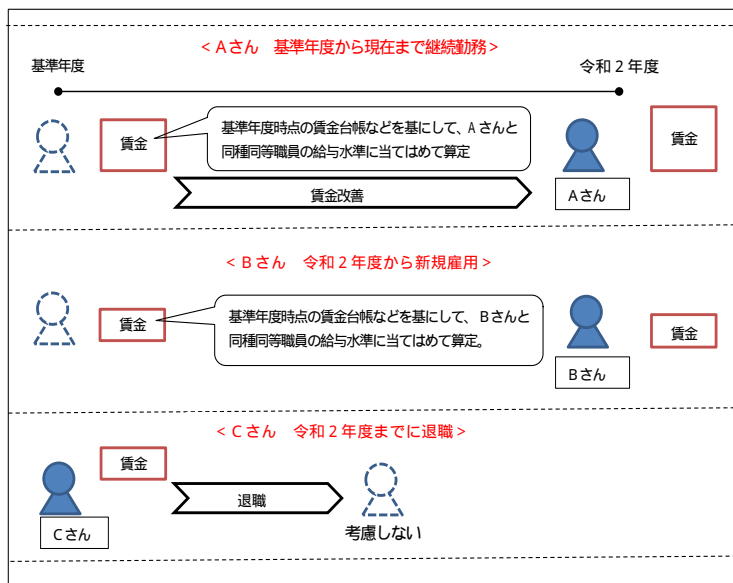 ＜Ａさん　基準年度から現在まで継続勤務＞
基準年度
令和２年度
賃金
基準年度時点の賃金台帳などを基にして、Aさんと
同種同等職員の給与水準に当てはめて算定
賃金
賃金改善
Ａさん
＜Ｂさん　令和２年度から新規雇用＞
賃金
基準年度時点の賃金台帳などを基にして、Ｂさんと
同種同等職員の給与水準に当てはめて算定。
賃金
Ｂさん
＜Ｃさん　令和２年度までに退職＞
賃金
退職
Ｃさん
考慮しない